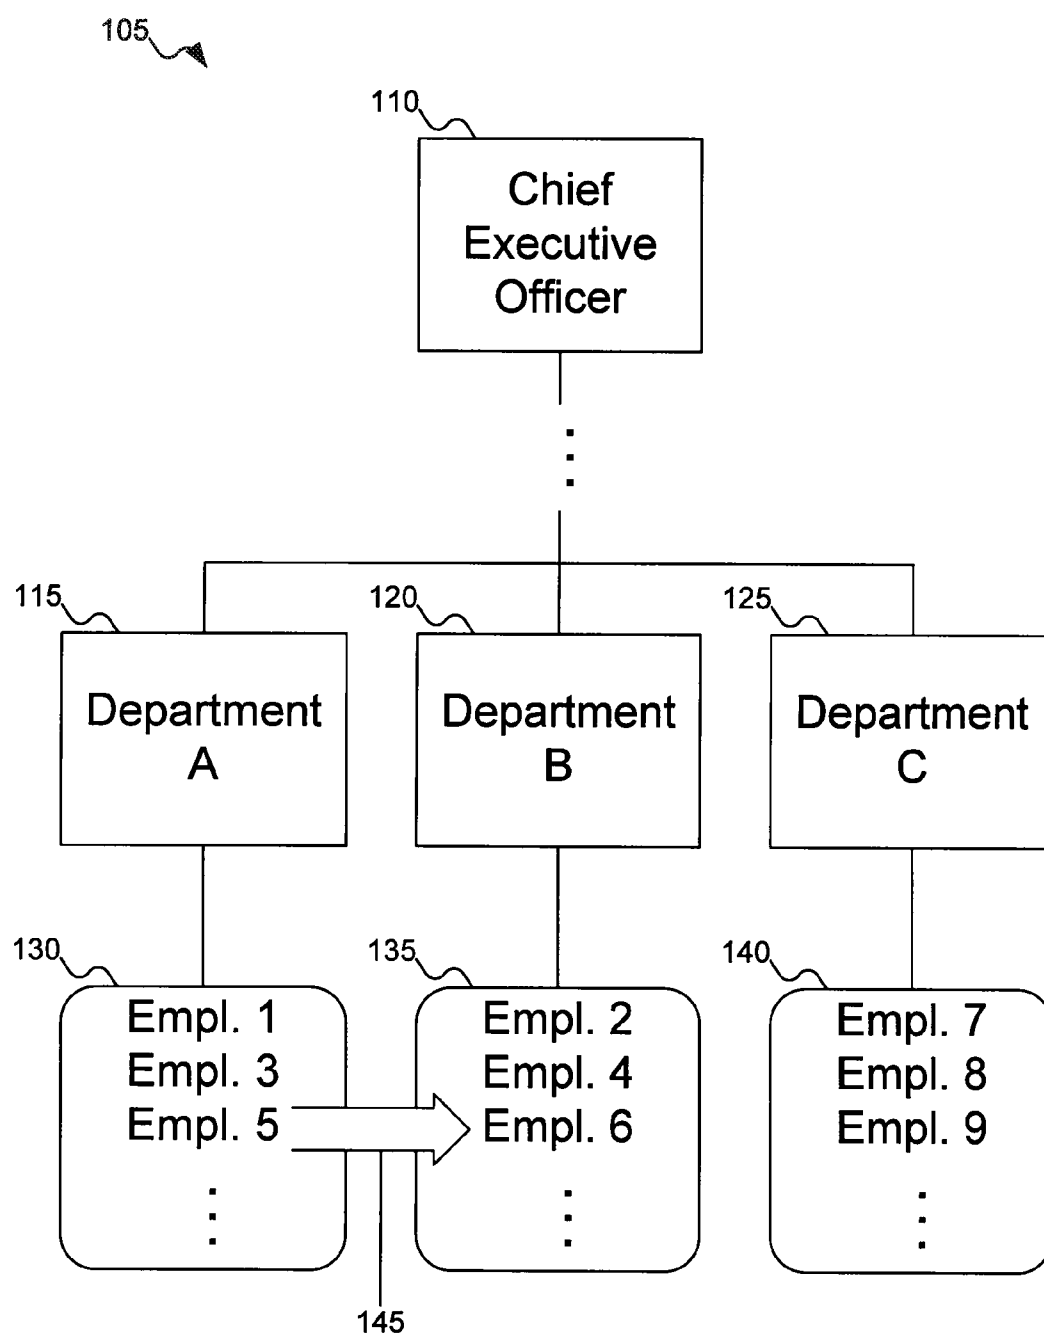 105
110
Chief
Executive
Officer
115
120
125
Department
A
Department
B
Department
C
130
135
140
Empl. 1
Empl. 3
Empl. 5
Empl. 2
Empl. 4
Empl. 6
Empl. 7
Empl. 8
Empl. 9
145